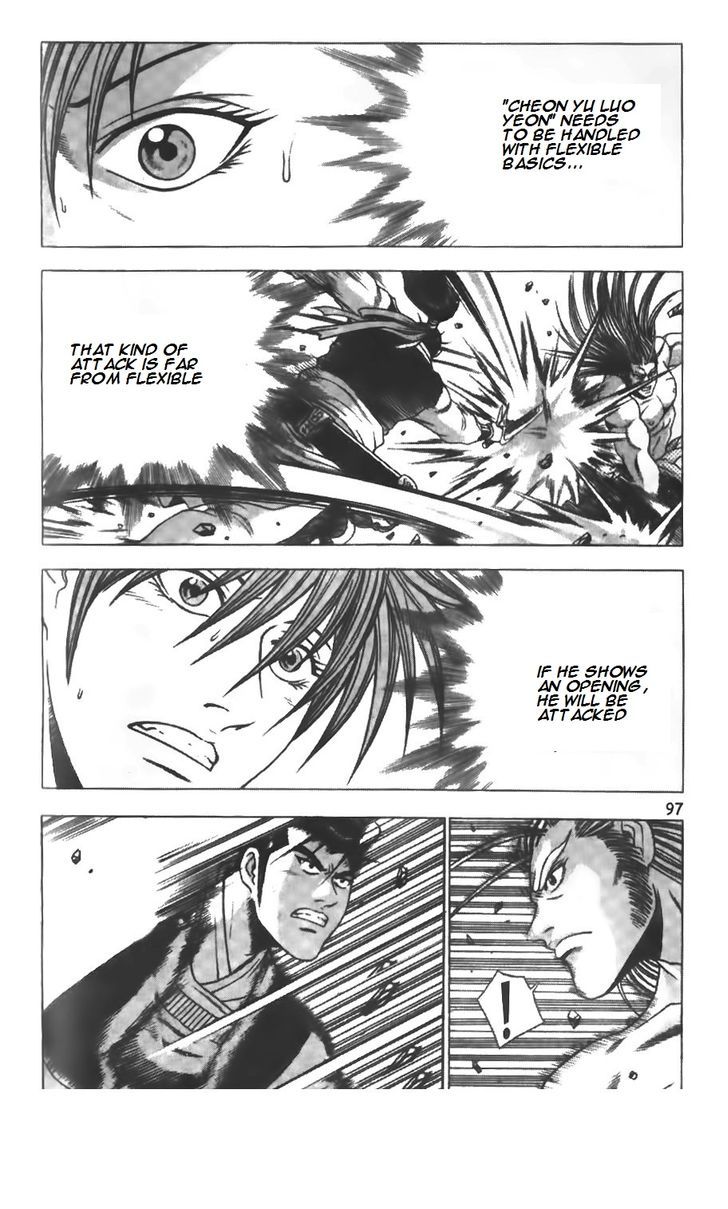 "CHEON YU LUO
YEON" NEEDS
TO BE HANDLED
WITH FLEXIBLE
BASICS...
THAT KIND OF
ATTACK IS FAR
FROM FLEXIBLE
IF HE SHOWS
AN OPENING,
HE WILL BE
ATTACKED
97
!